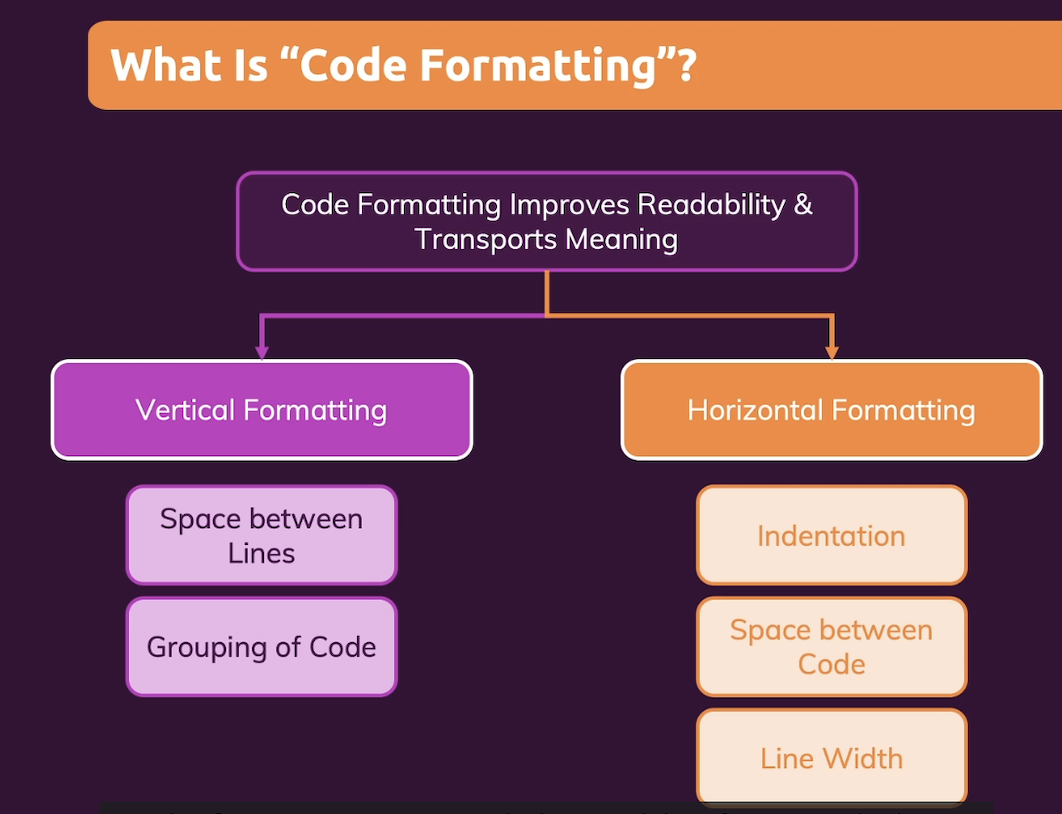 What Is “Code Formatting”?
Code Formatting Improves Readability &
Transports Meaning
Vertical Formatting
Horizontal Formatting
Space between
Lines
Grouping of Code
Indentation
Space between
Code
Line Width